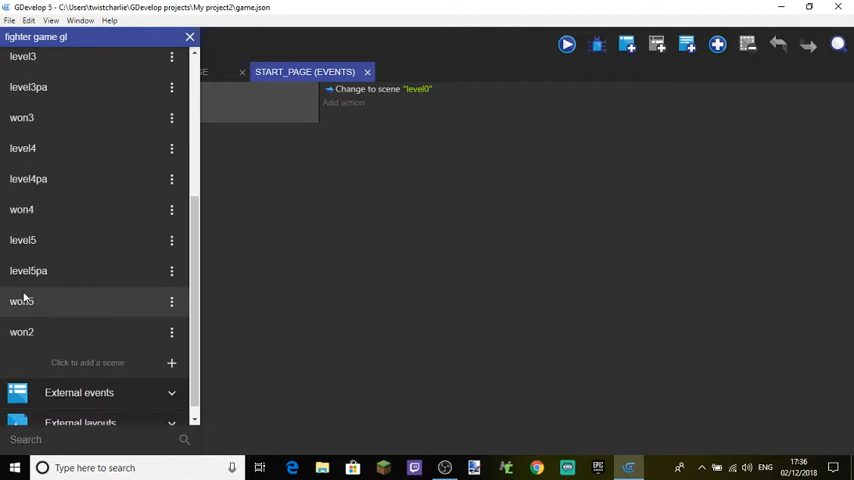 GDevelop 5 - C:\Users\twistcharlie\GDevelop projects\My project2\game.json
File Edit View Window Help
fighter game gl
GE
START_PAGE (EVENTS)
level3
Change to scene "level0"
Add action
level3pa
won3
level4
level4pa
won4
level5
level5pa
won5
won2
Click to add a scene
External events
External layouts
Search
Type here to search
ENG
17:36
02/12/2018